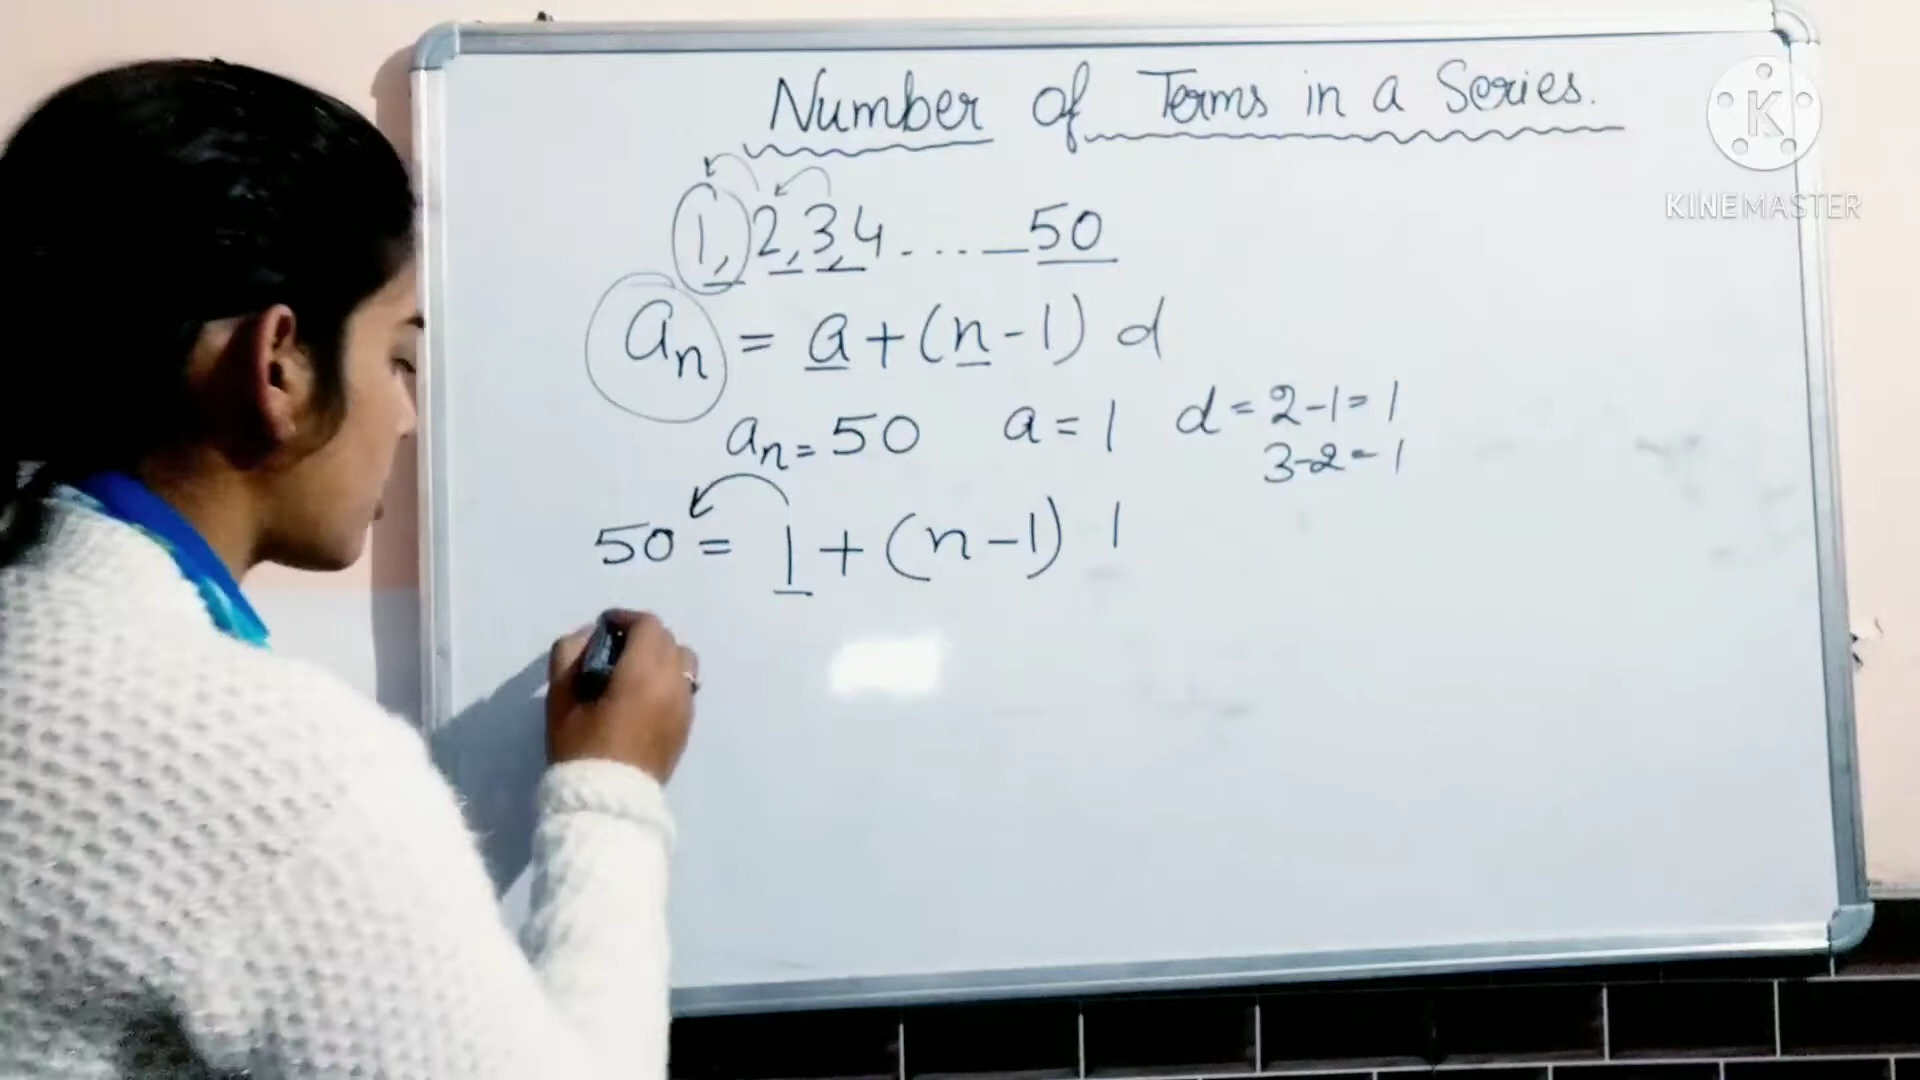 Number of Terms in a Series.
1, 2, 3, 4 . . . . _ 50
aₙ = a + (n - 1) d
aₙ = 50 a = 1 d = 2 - 1 = 1
3 - 2 = 1
50 = 1 + (n - 1) 1
K
KINEMASTER